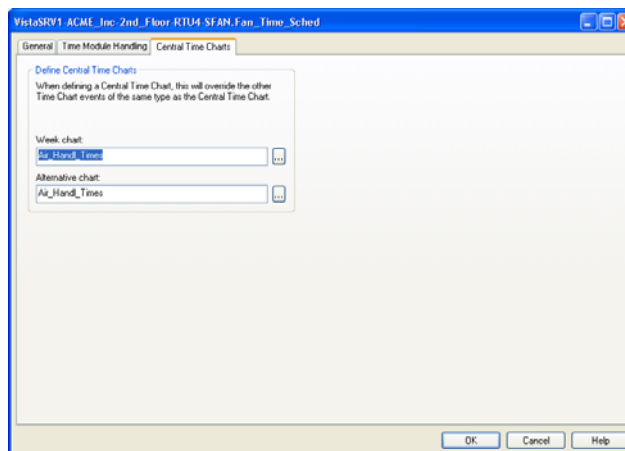 VistaSRV1-ACME_Inc-2nd_Floor-RTU4-SFAN.Fan_Time_Sched
General Time Module Handling Central Time Charts
Define Central Time Charts
When defining a Central Time Chart, this will override the other
Time Chart events of the same type as the Central Time Chart.
Week chart:
Air_Handl_Times ...
Alternative chart:
Air_Handl_Times ...
OK Cancel Help